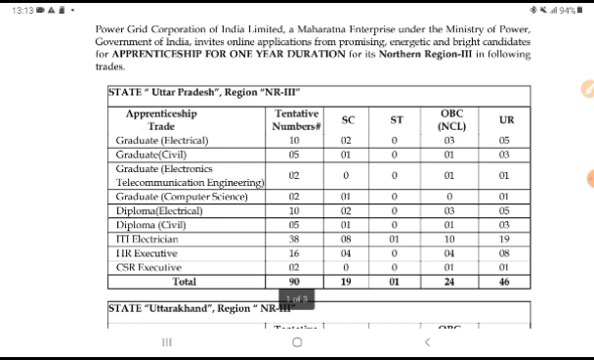 13:13
94%
Power Grid Corporation of India Limited, a Maharatna Enterprise under the Ministry of Power,
Government of India, invites online applications from promising, energetic and bright candidates
for APPRENTICESHIP FOR ONE YEAR DURATION for its Northern Region-III in following
trades.
STATE " Uttar Pradesh", Region "NR-III"
Apprenticeship Trade Tentative Numbers# SC ST OBC (NCL) UR
Graduate (Electrical) 10 02 0 03 05
Graduate(Civil) 05 01 0 01 03
Graduate (Electronics
Telecommunication Engineering) 02 0 0 01 01
Graduate (Computer Science) 02 01 0 0 01
Diploma(Electrical) 10 02 0 03 05
Diploma (Civil) 05 01 0 01 03
ITI Electrician 38 08 01 10 19
HR Executive 16 04 0 04 08
CSR Executive 02 0 0 01 01
Total 90 19 01 24 46
1 of 3
STATE "Uttarakhand", Region " NR-III"